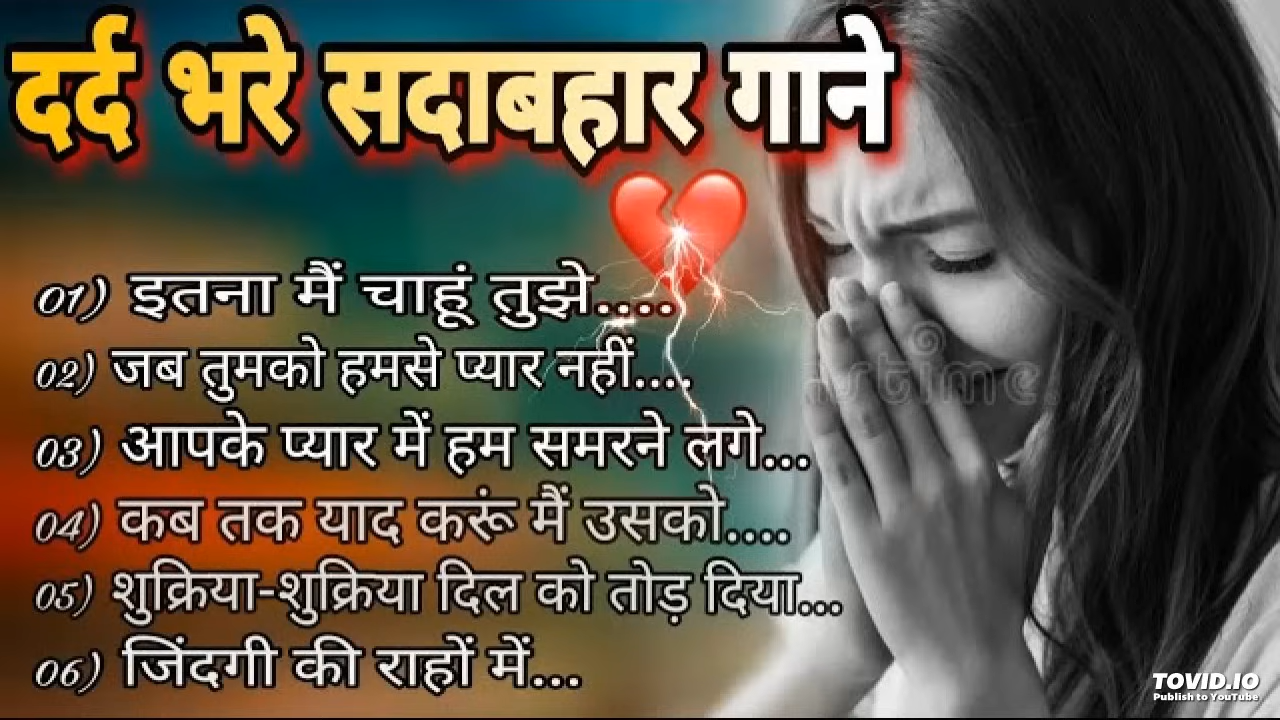 दर्द भरे सदाबहार गाने
01) इतना मैं चाहूं तुझे....
02) जब तुमको हमसे प्यार नहीं....
03) आपके प्यार में हम समरने लगे...
04) कब तक याद करूं मैं उसको....
05) शुक्रिया-शुक्रिया दिल को तोड़ दिया...
06) जिंदगी की राहों में...
TOVID.IO
Publish to YouTube